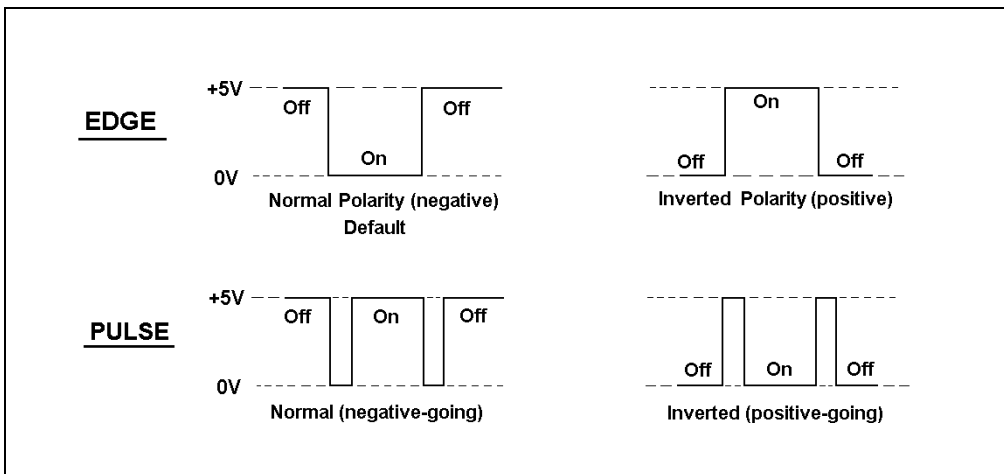 +5V
Off
Off
On
EDGE
On
0V
Off
Off
Normal Polarity (negative)
Default
Inverted Polarity (positive)
+5V
Off
On
Off
PULSE
0V
Off
On
Off
Normal (negative-going)
Inverted (positive-going)